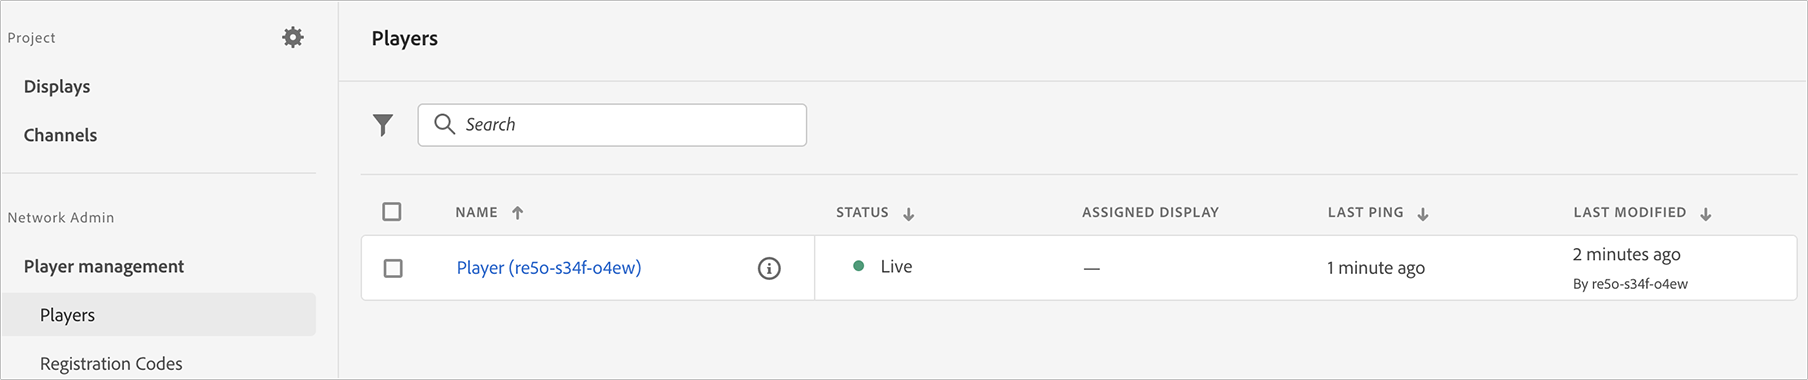 Project
Displays
Channels
Network Admin
Player management
Players
Registration Codes
Players
Search
NAME STATUS ASSIGNED DISPLAY LAST PING LAST MODIFIED
Player (re5o-s34f-o4ew) Live — 1 minute ago 2 minutes ago
By re5o-s34f-o4ew